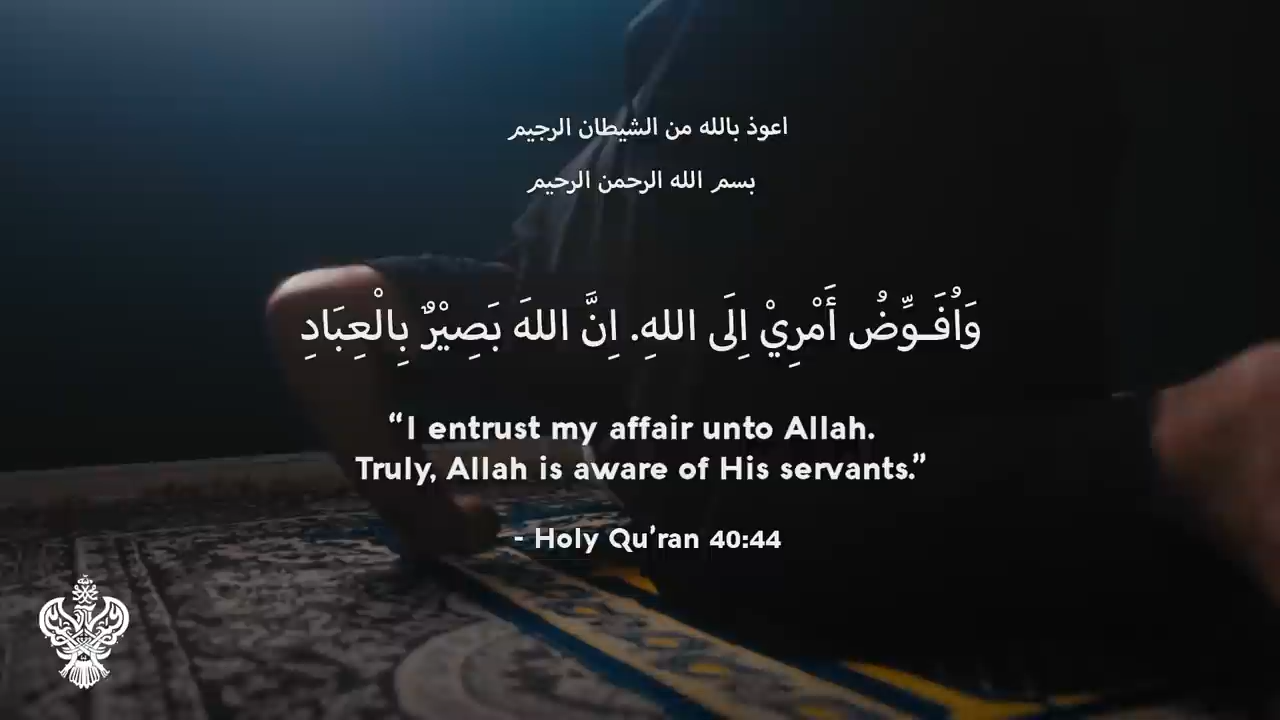 اعوذ بالله من الشيطان الرجيم
بسم الله الرحمن الرحيم
وَاُفَـوِّضُ أَمْرِيْ اِلَى اللهِ. اِنَّ اللهَ بَصِيْرٌ بِالْعِبَادِ
“I entrust my affair unto Allah.
Truly, Allah is aware of His servants.”
- Holy Qu’ran 40:44